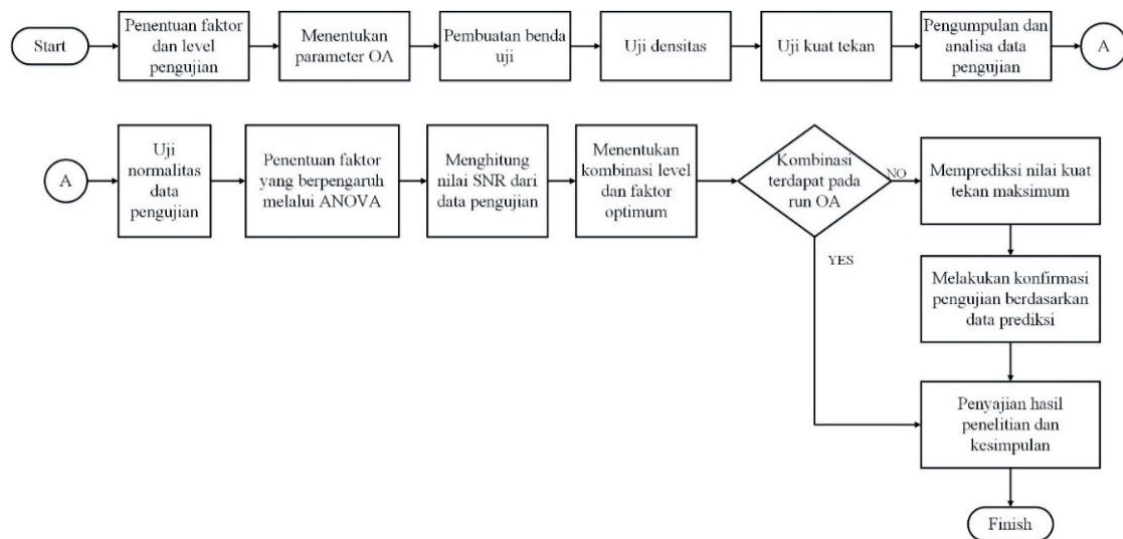 Start
Penentuan faktor
dan level
pengujian
Menentukan
parameter OA
Pembuatan benda
uji
Uji densitas
Uji kuat tekan
Pengumpulan dan
analisa data
pengujian
A
A
Uji
normalitas
data
pengujian
Penentuan faktor
yang berpengaruh
melalui ANOVA
Menghitung
nilai SNR dari
data pengujian
Menentukan
kombinasi level
dan faktor
optimum
Kombinasi
terdapat pada
run OA
NO
Memprediksi nilai kuat
tekan maksimum
YES
Melakukan konfirmasi
pengujian berdasarkan
data prediksi
Penyajian hasil
penelitian dan
kesimpulan
Finish